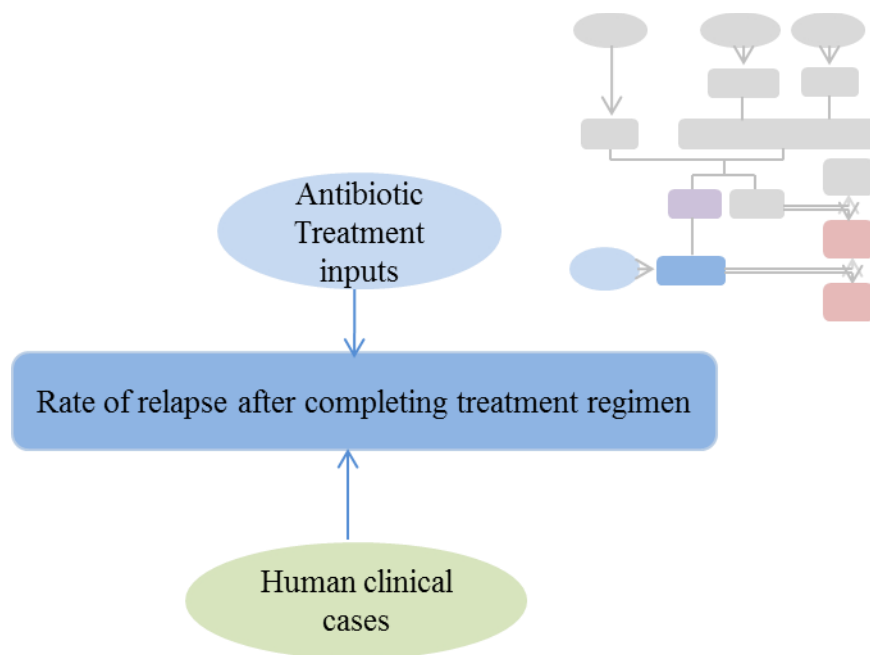 Antibiotic
Treatment
inputs
Rate of relapse after completing treatment regimen
Human clinical
cases